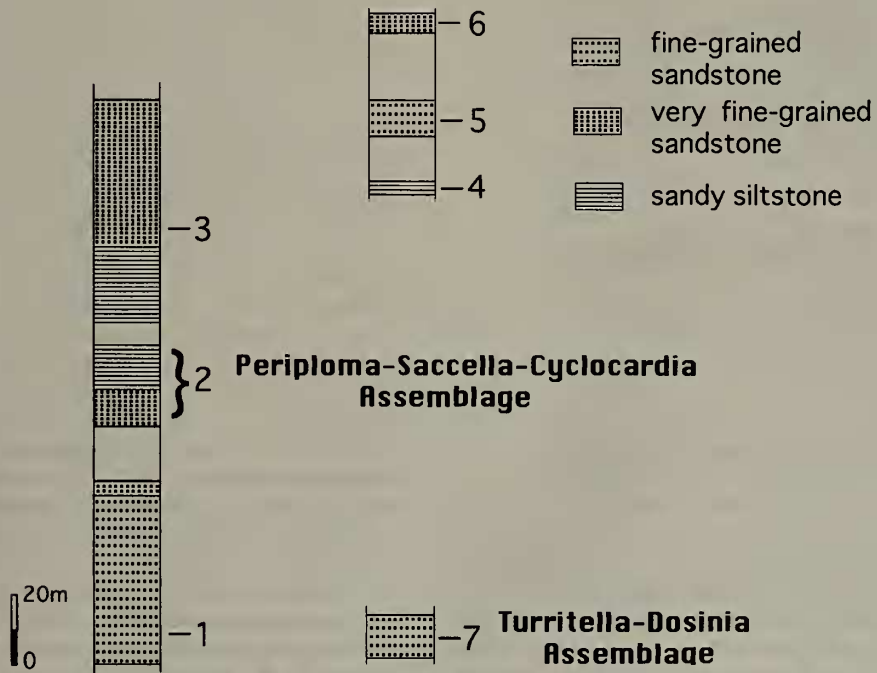 6
fine-grained
sandstone
5
very fine-grained
sandstone
4
sandy siltstone
3
2
Periploma-Saccella-Cyclocardia
Assemblage
20m
0
1
7
Turritella-Dosinia
Assemblage